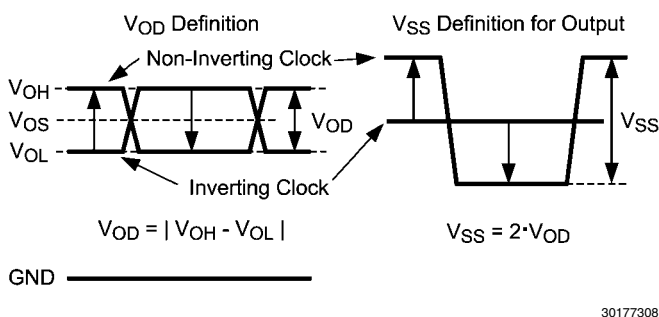 VOD Definition
VSS Definition for Output
Non-Inverting Clock
VOH
VOS
VOL
VOD
VSS
Inverting Clock
VOD = | VOH - VOL |
VSS = 2·VOD
GND
30177308